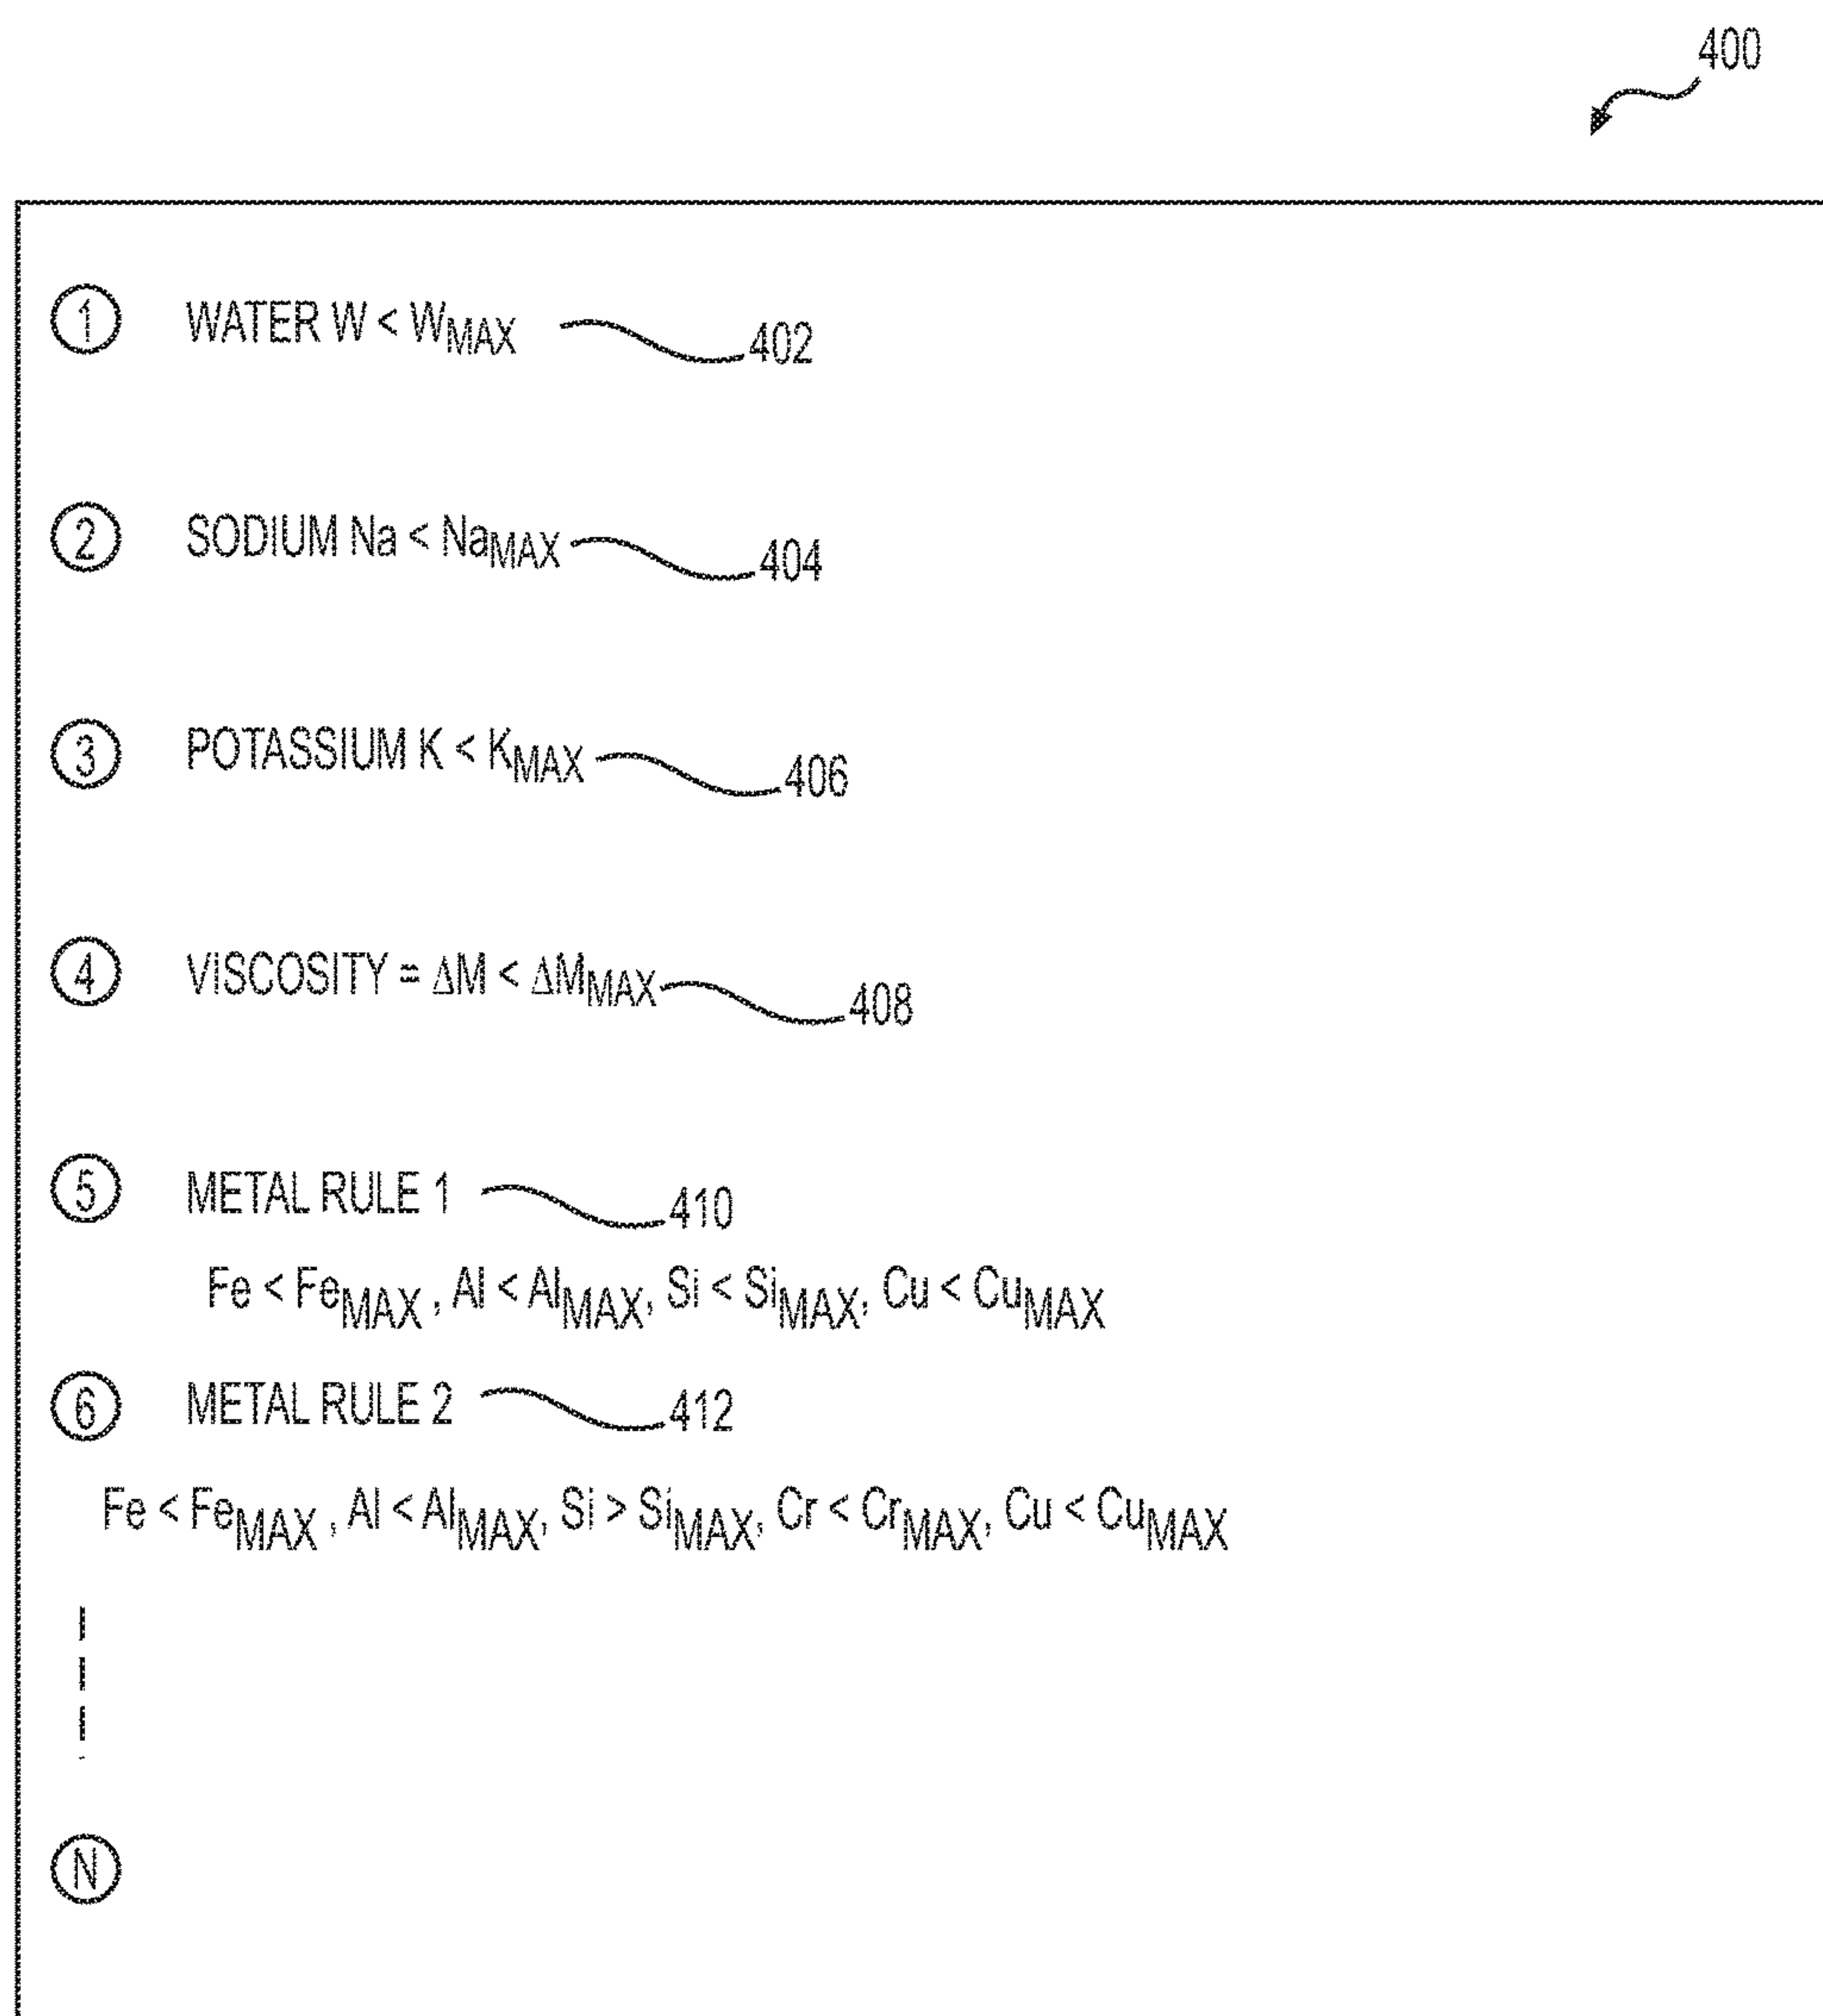 400
① WATER W < WMAX 402
② SODIUM Na < NaMAX 404
③ POTASSIUM K < KMAX 406
④ VISCOSITY = ΔM < ΔMMAX 408
⑤ METAL RULE 1 410
Fe < FeMAX , Al < AlMAX, Si < SiMAX, Cu < CuMAX
⑥ METAL RULE 2 412
Fe < FeMAX , Al < AlMAX, Si > SiMAX, Cr < CrMAX, Cu < CuMAX
Ⓝ